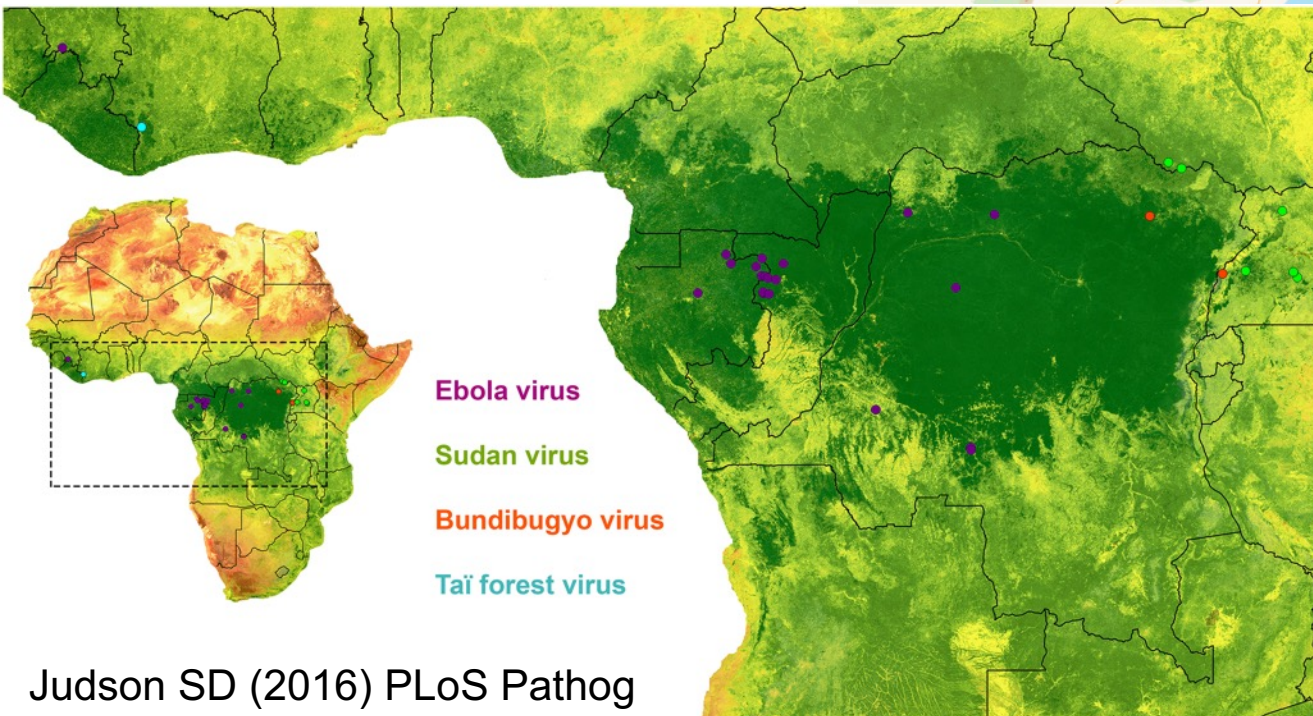 Ebola virus
Sudan virus
Bundibugyo virus
Taï forest virus
Judson SD (2016) PLoS Pathog